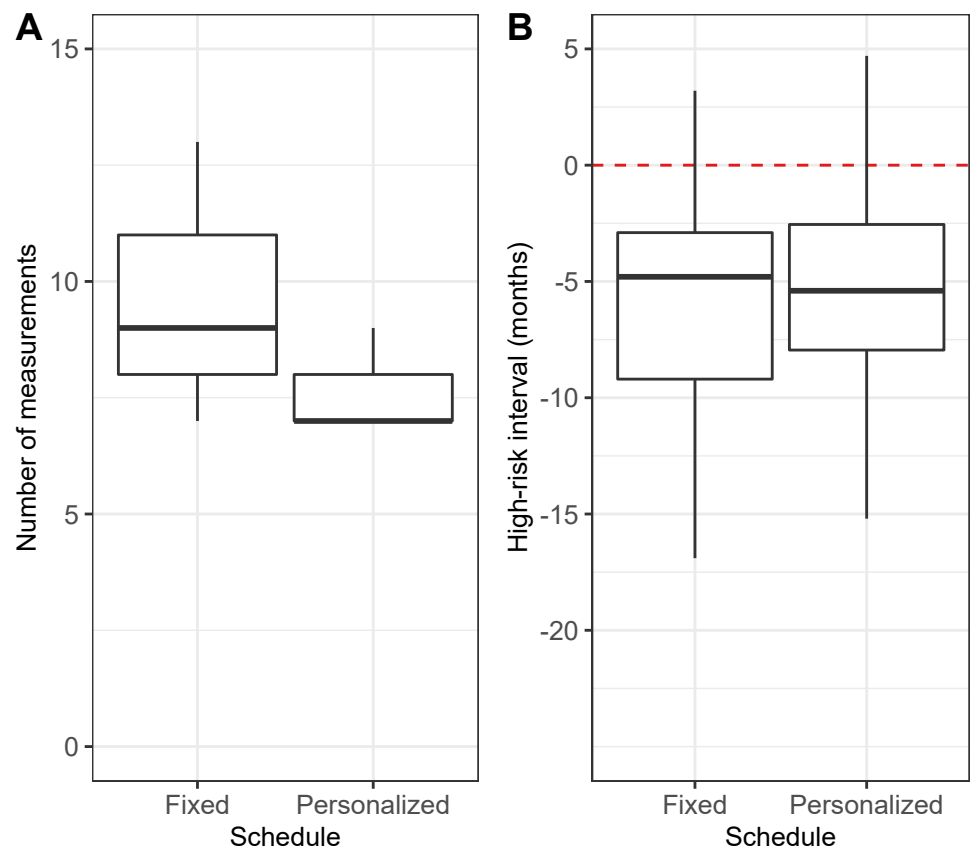 A
15
10
5
0
Number of measurements
Fixed
Personalized
Schedule
B
5
0
-5
-10
-15
-20
High-risk interval (months)
Fixed
Personalized
Schedule